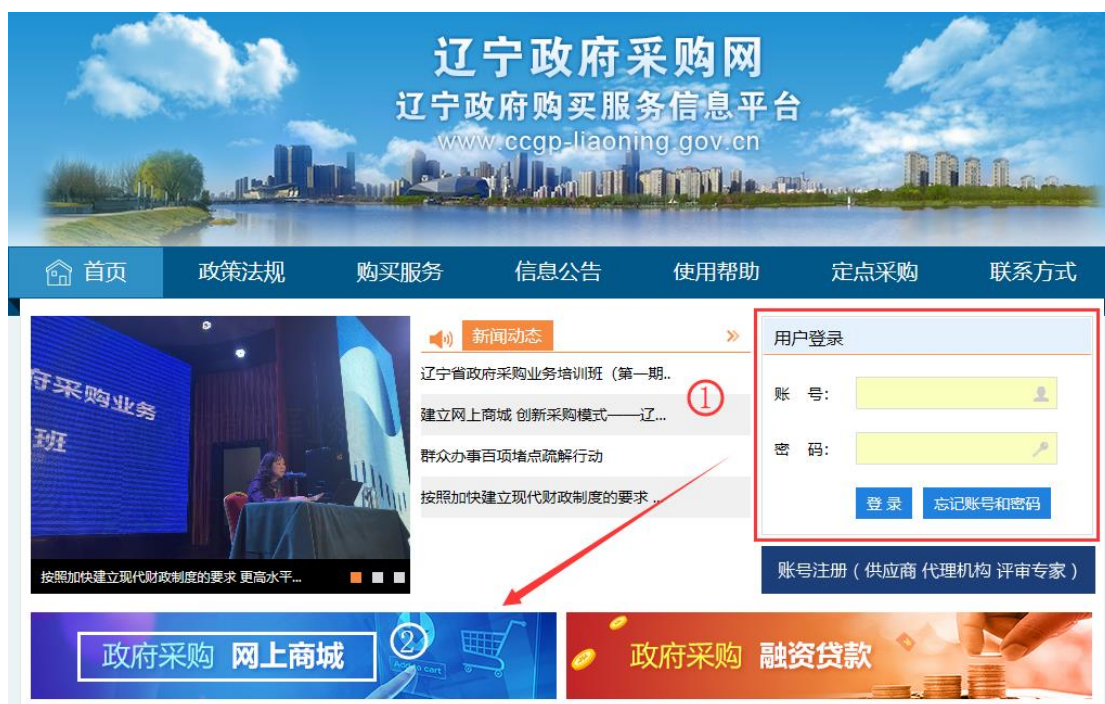 辽宁政府采购网
辽宁政府购买服务信息平台
www.ccgp-liaoning.gov.cn
首页 政策法规 购买服务 信息公告 使用帮助 定点采购 联系方式
府采购业务
班
按照加快建立现代财政制度的要求 更高水平...
新闻动态 »
辽宁省政府采购业务培训班（第一期..
建立网上商城 创新采购模式——辽...
群众办事百项堵点疏解行动
按照加快建立现代财政制度的要求 ..
①
用户登录
账 号:
密 码:
登录 忘记账号和密码
账号注册（供应商 代理机构 评审专家）
政府采购 网上商城 ②
Add to cart
政府采购 融资贷款